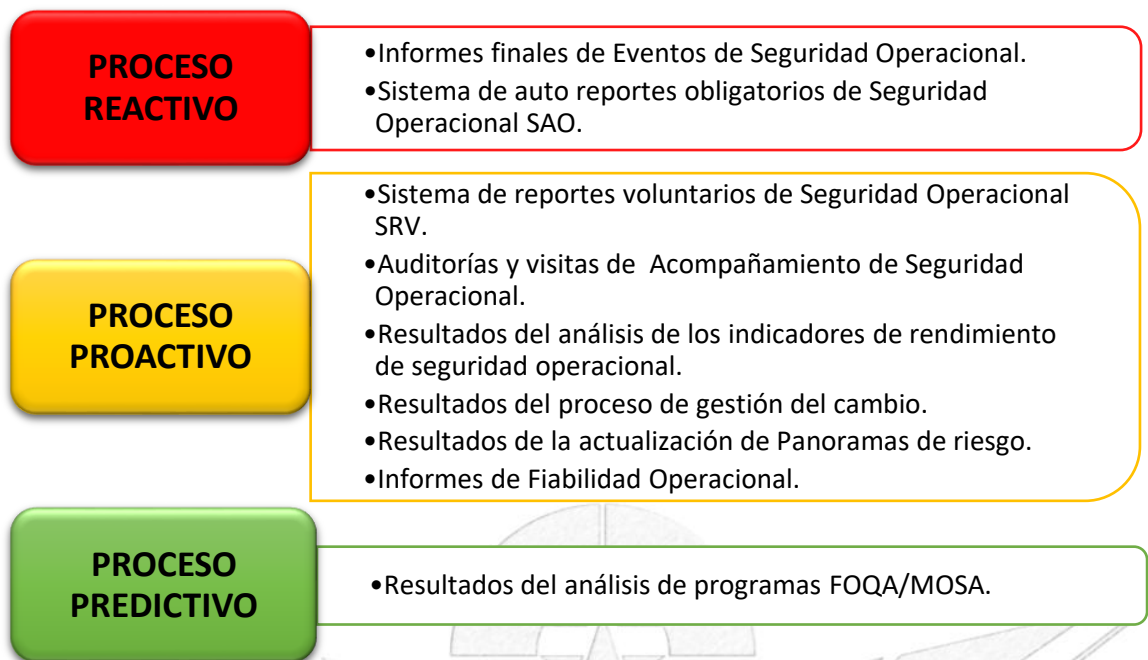 PROCESO
REACTIVO
•Informes finales de Eventos de Seguridad Operacional.
•Sistema de auto reportes obligatorios de Seguridad
Operacional SAO.
PROCESO
PROACTIVO
•Sistema de reportes voluntarios de Seguridad Operacional
SRV.
•Auditorías y visitas de Acompañamiento de Seguridad
Operacional.
•Resultados del análisis de los indicadores de rendimiento
de seguridad operacional.
•Resultados del proceso de gestión del cambio.
•Resultados de la actualización de Panoramas de riesgo.
•Informes de Fiabilidad Operacional.
PROCESO
PREDICTIVO
•Resultados del análisis de programas FOQA/MOSA.